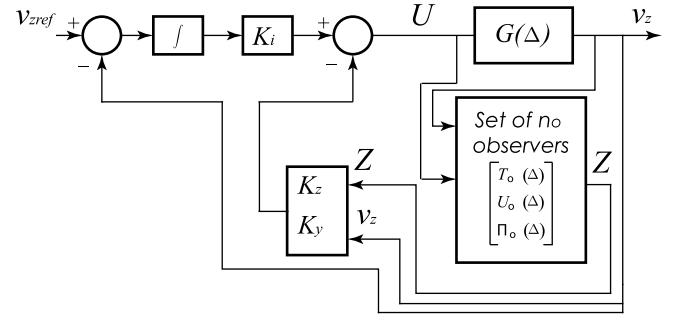 v_zref
+
−
∫
K_i
+
−
U
G(Δ)
v_z
Set of n_o
observers
T_o (Δ)
U_o (Δ)
Π_o (Δ)
Z
Z
v_z
K_z
K_y